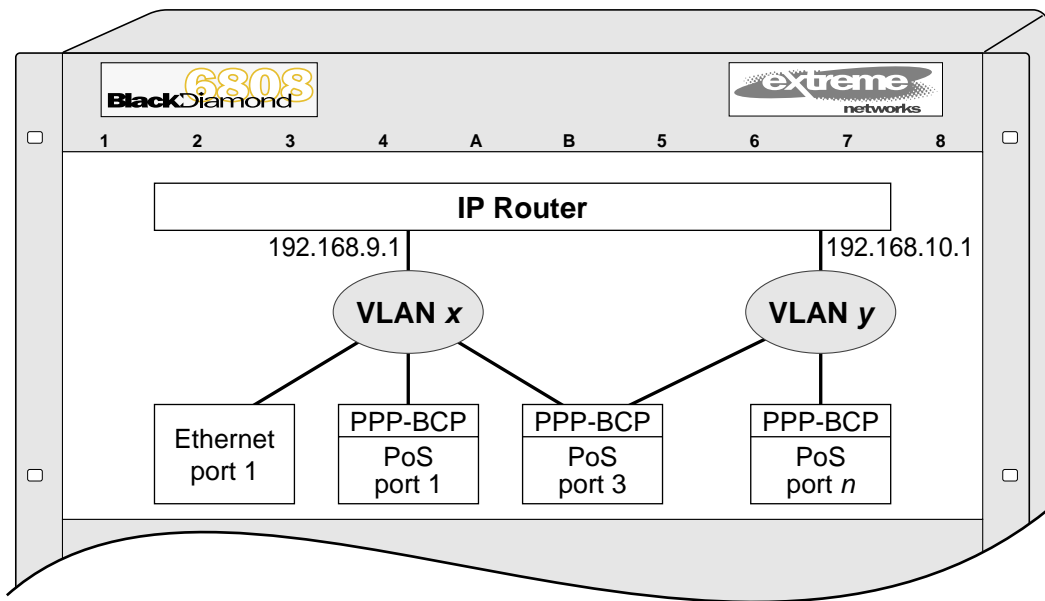 6808
BlackDiamond
extreme
networks
1 2 3 4 A B 5 6 7 8
IP Router
192.168.9.1 192.168.10.1
VLAN x VLAN y
Ethernet
port 1
PPP-BCP
PoS
port 1
PPP-BCP
PoS
port 3
PPP-BCP
PoS
port n